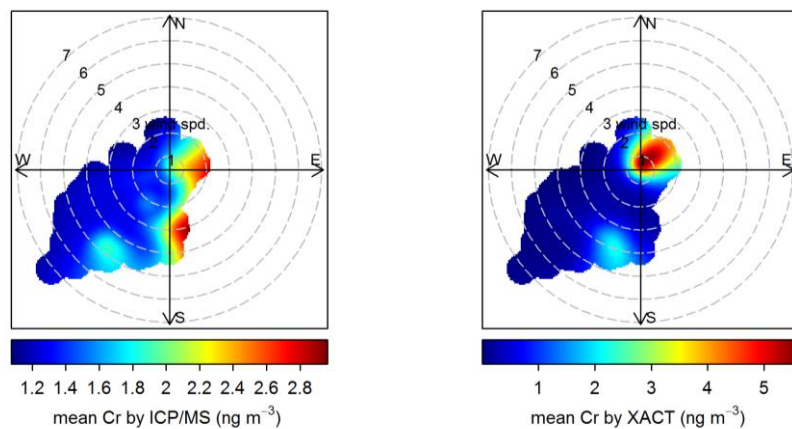 N
7
6
5
4
3 wind spd.
2
1
W
E
S
1.2 1.4 1.6 1.8 2 2.2 2.4 2.6 2.8
mean Cr by ICP/MS (ng m⁻³)
N
7
6
5
4
3 wind spd.
2
1
W
E
S
1 2 3 4 5
mean Cr by XACT (ng m⁻³)